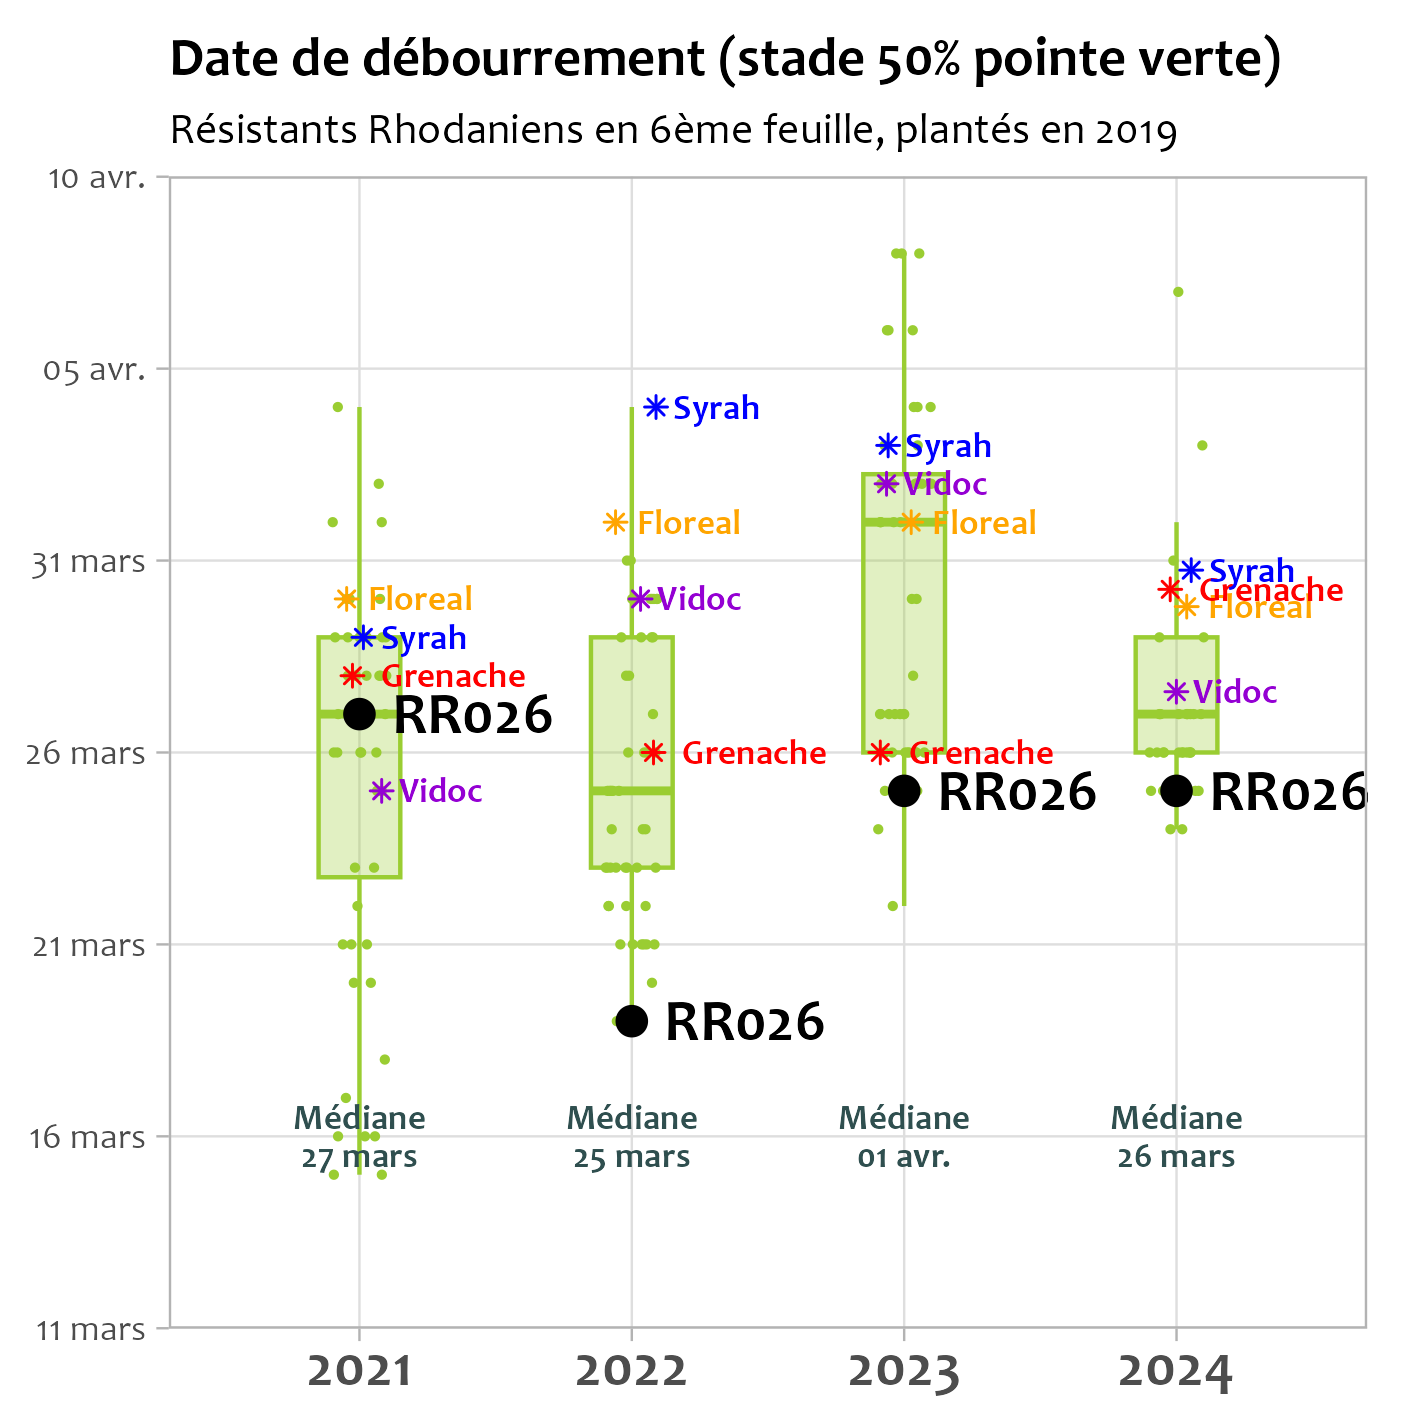 Date de débourrement (stade 50% pointe verte)
Résistants Rhodaniens en 6ème feuille, plantés en 2019
10 avr.
05 avr.
31 mars
26 mars
21 mars
16 mars
11 mars
Floreal
Syrah
Grenache
RR026
Vidoc
Médiane
27 mars
Syrah
Floreal
Vidoc
Grenache
RR026
Médiane
25 mars
Syrah
Vidoc
Floreal
Grenache
RR026
Médiane
01 avr.
Syrah
Grenache
Floreal
Vidoc
RR026
Médiane
26 mars
2021
2022
2023
2024